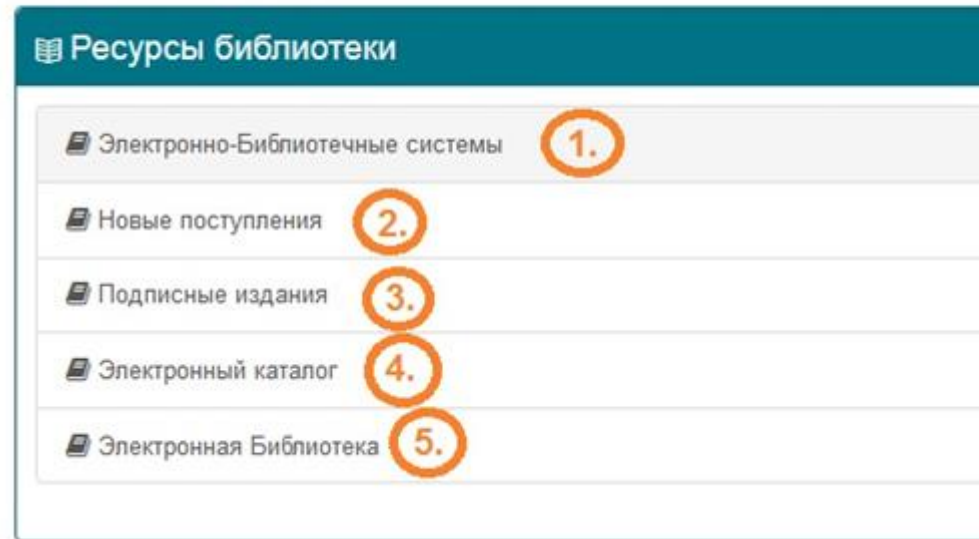 Ресурсы библиотеки
Электронно-Библиотечные системы 1.
Новые поступления 2.
Подписные издания 3.
Электронный каталог 4.
Электронная Библиотека 5.